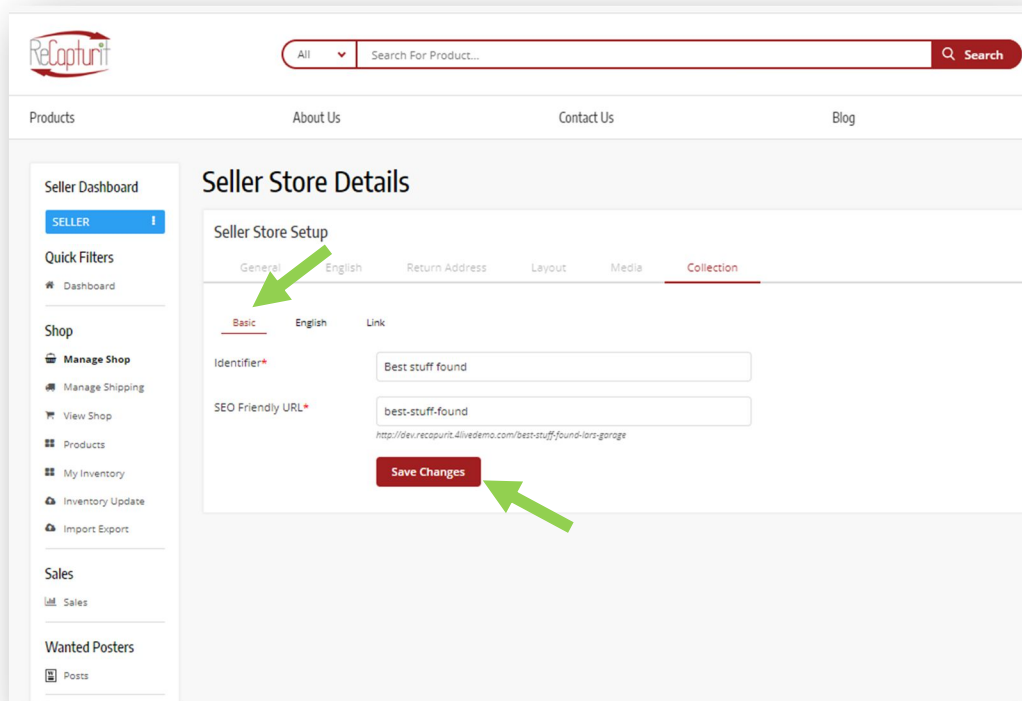 ReCapturit
All Search For Product... Search
Products About Us Contact Us Blog
Seller Dashboard
SELLER
Quick Filters
Dashboard
Shop
Manage Shop
Manage Shipping
View Shop
Products
My Inventory
Inventory Update
Import Export
Sales
Sales
Wanted Posters
Posts
Seller Store Details
Seller Store Setup
General English Return Address Layout Media Collection
Basic English Link
Identifier* Best stuff found
SEO Friendly URL* best-stuff-found
http://dev.recapurit.4livedemo.com/best-stuff-found-lars-garage
Save Changes